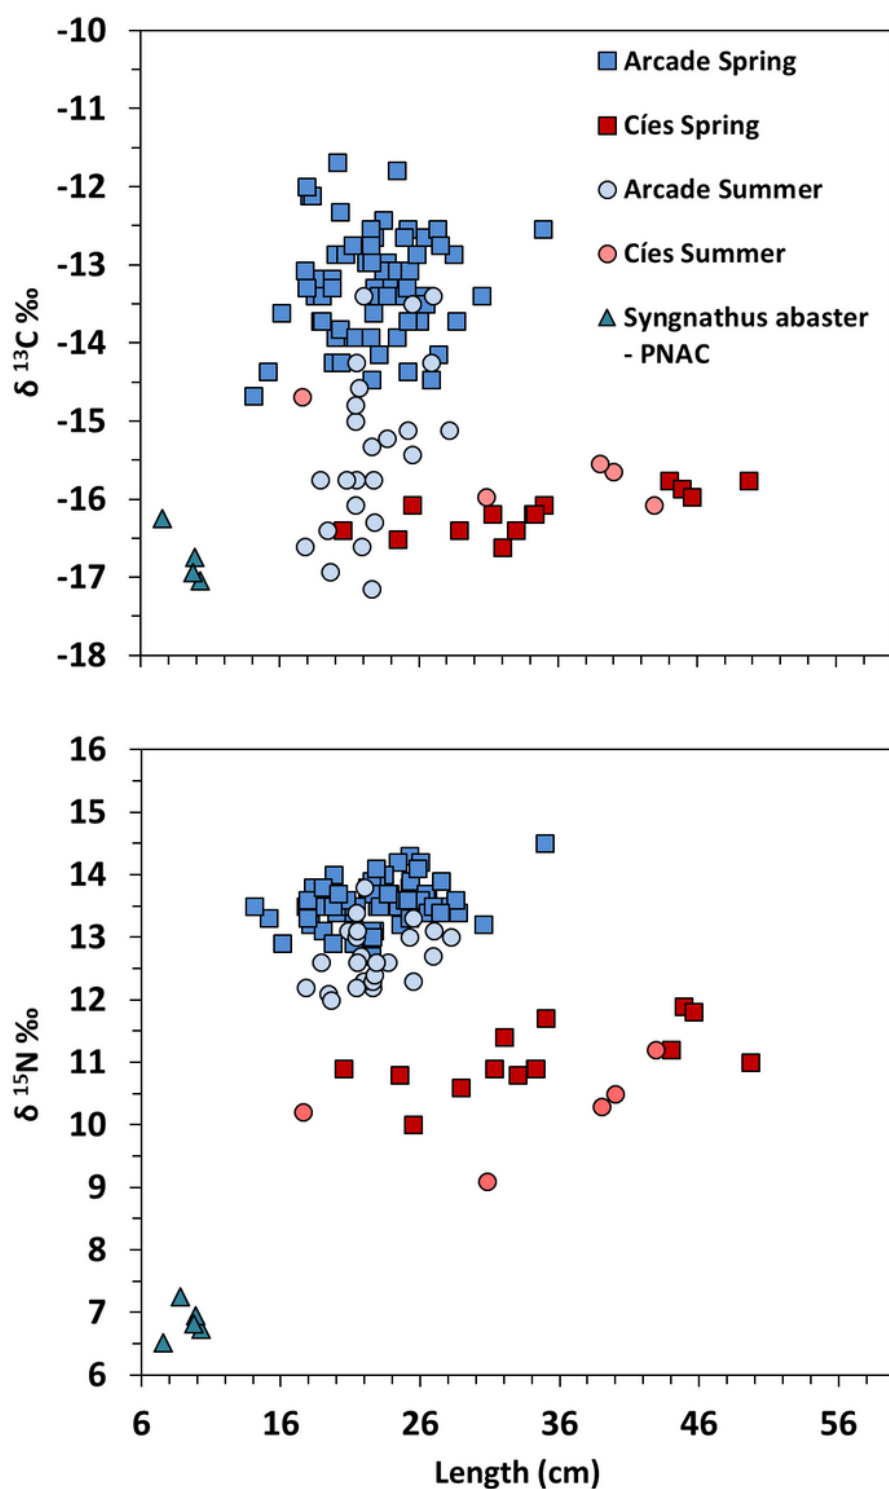 -10
-11
-12
-13
-14
-15
-16
-17
-18
δ 13C ‰
Arcade Spring
Cíes Spring
Arcade Summer
Cíes Summer
Syngnathus abaster
- PNAC
16
15
14
13
12
11
10
9
8
7
6
δ 15N ‰
6 16 26 36 46 56
Length (cm)